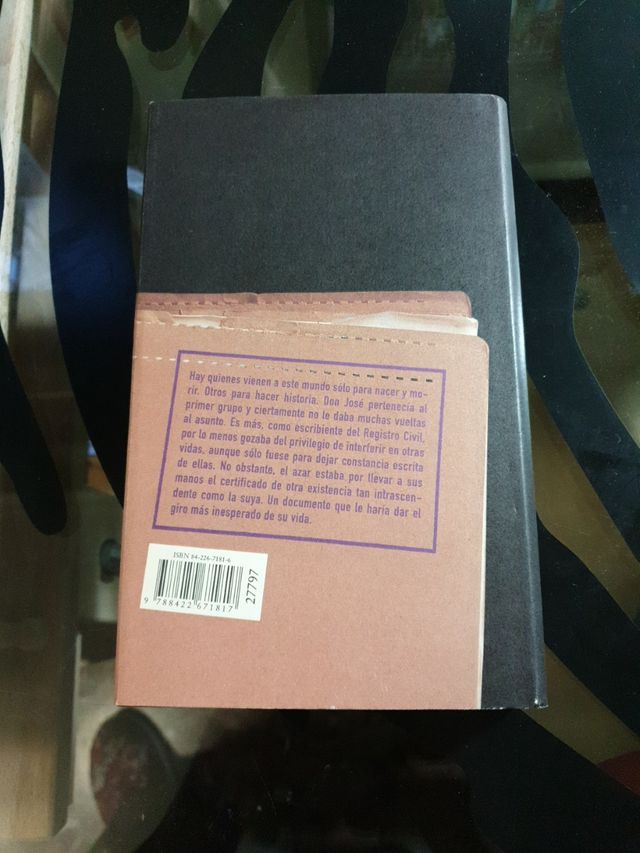 Hay quienes vienen a este mundo sólo para nacer y mo-
rir. Otros para hacer historia. Don José pertenecía al
primer grupo y ciertamente no le daba muchas vueltas
al asunto. Es más, como escribiente del Registro Civil,
por lo menos gozaba del privilegio de interferir en otras
vidas, aunque sólo fuese para dejar constancia escrita
de ellas. No obstante, el azar estaba por llevar a sus
manos el certificado de otra existencia tan intrascen-
dente como la suya. Un documento que le haría dar el
giro más inesperado de su vida.
ISBN 84-226-7181-6
9 788422 671817
27797